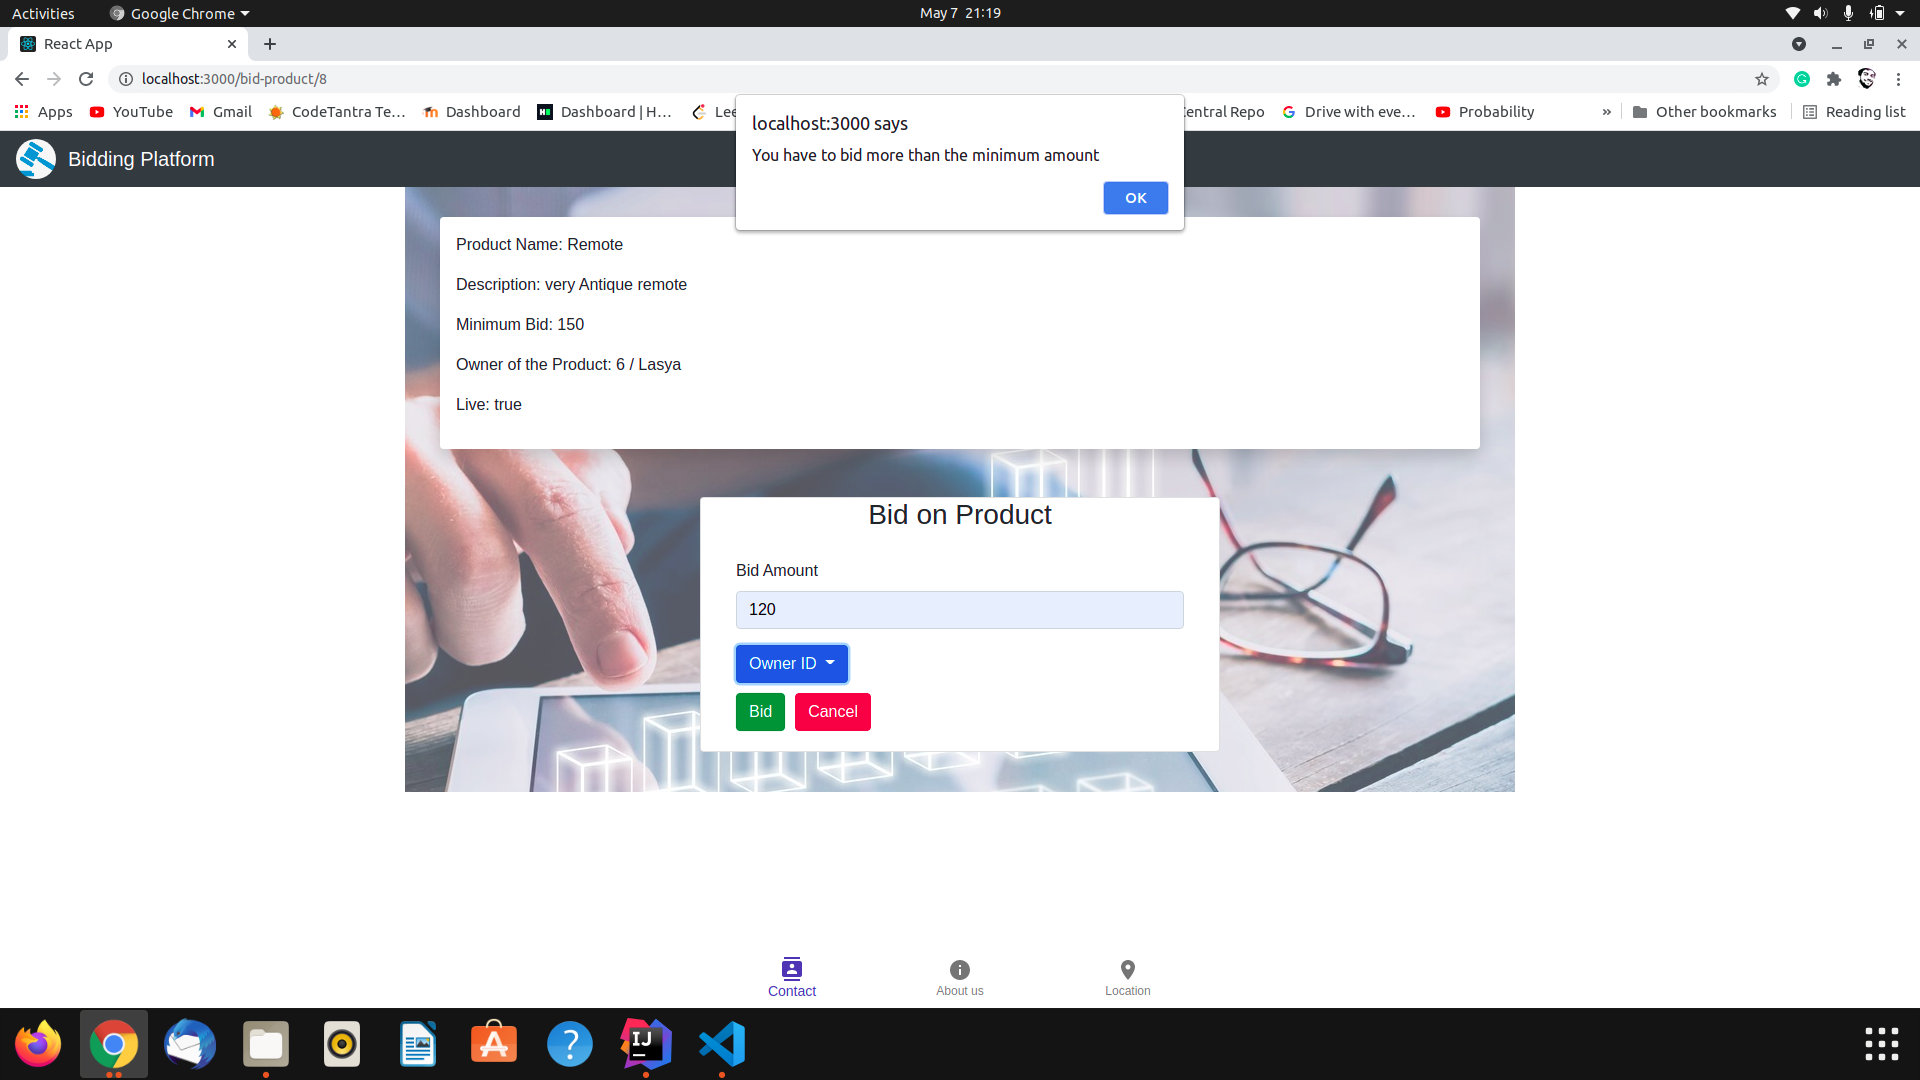 Activities
Google Chrome
May 7 21:19
React App
localhost:3000/bid-product/8
Apps
YouTube
Gmail
CodeTantra Te...
Dashboard
Dashboard | H...
Lee
Central Repo
Drive with eve...
Probability
»
Other bookmarks
Reading list
localhost:3000 says
You have to bid more than the minimum amount
OK
Bidding Platform
Product Name: Remote
Description: very Antique remote
Minimum Bid: 150
Owner of the Product: 6 / Lasya
Live: true
Bid on Product
Bid Amount
120
Owner ID
Bid
Cancel
Contact
About us
Location